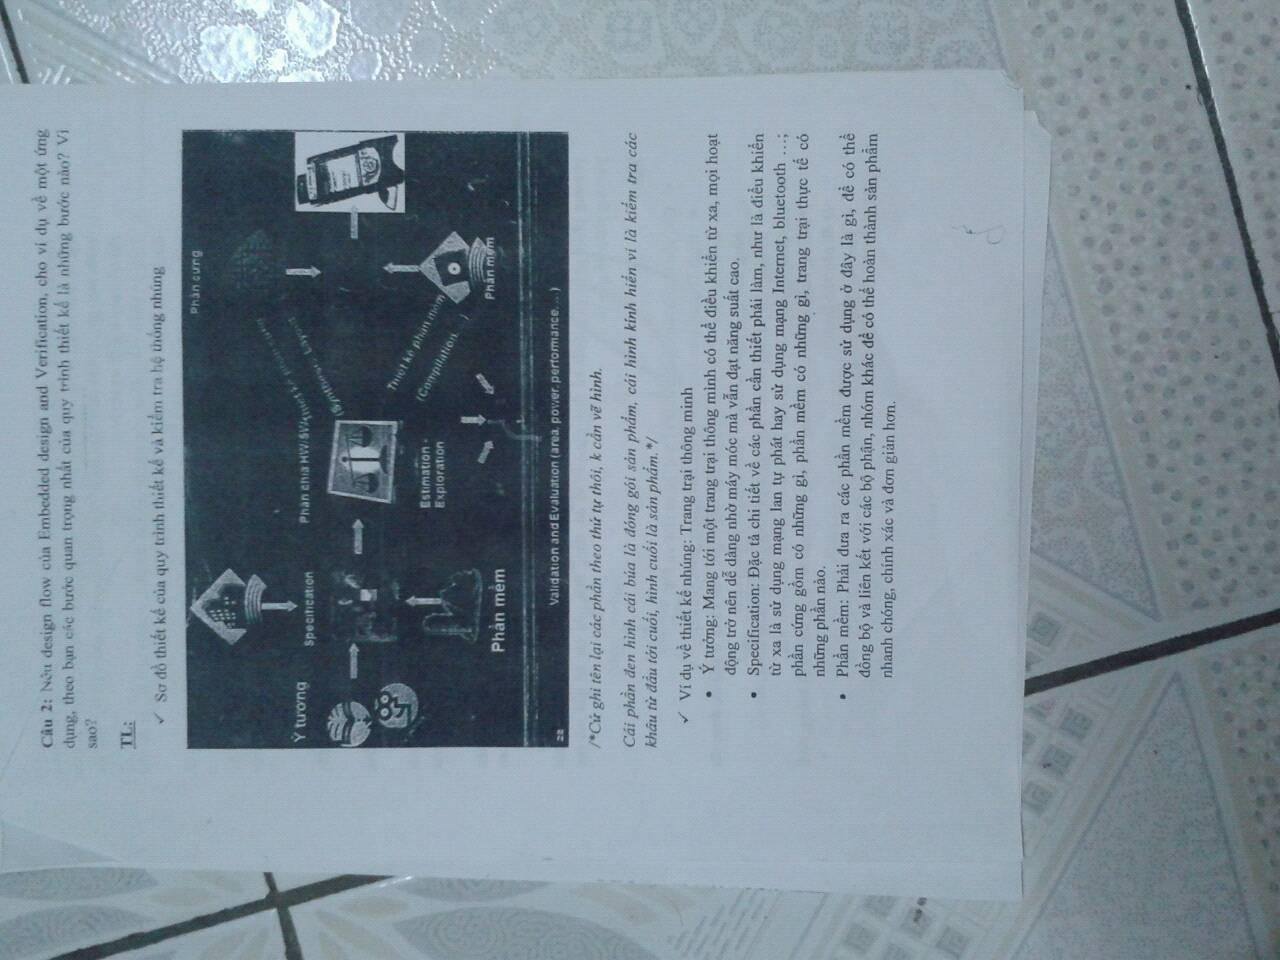 Câu 2: Nêu design flow của Embedded design and Verification, cho ví dụ về một ứng
dụng, theo bạn các bước quan trọng nhất của quy trình thiết kế là những bước nào? Vì
sao?
TL:
✓ Sơ đồ thiết kế của quy trình thiết kế và kiểm tra hệ thống nhúng
Phần cứng
Ý tương
Specification
Phân chia HW/SW
Thiết kế phần cứng
(Synthesis, Layout
Estimation -
Exploration
Thiết kế phần mềm
(Compilation, ...)
Phần mềm
Phần mềm
Validation and Evaluation (area, power, performance, ...)
28
/*Cứ ghi tên lại các phần theo thứ tự thôi, k cần vẽ hình.
Cái phần đen hình cái búa là đóng gói sản phẩm, cái hình kính hiển vi là kiểm tra các
khâu từ đầu tới cuối, hình cuối là sản phẩm.*/
✓ Ví dụ về thiết kế nhúng: Trang trại thông minh
• Ý tưởng: Mang tới một trang trại thông mình có thể điều khiển từ xa, mọi hoạt
động trở nên dễ dàng nhờ máy móc mà vẫn đạt năng suất cao.
• Specification: Đặc tả chi tiết về các phần cần thiết phải làm, như là điều khiển
từ xa là sử dụng mạng lan tự phát hay sử dụng mạng Internet, bluetooth …;
phần cứng gồm có những gì, phần mềm có những gì, trang trại thực tế có
những phần nào.
• Phần mềm: Phải đưa ra các phần mềm được sử dụng ở đây là gì, để có thể
đồng bộ và liên kết với các bộ phận, nhóm khác để có thể hoàn thành sản phẩm
nhanh chóng, chính xác và đơn giản hơn.